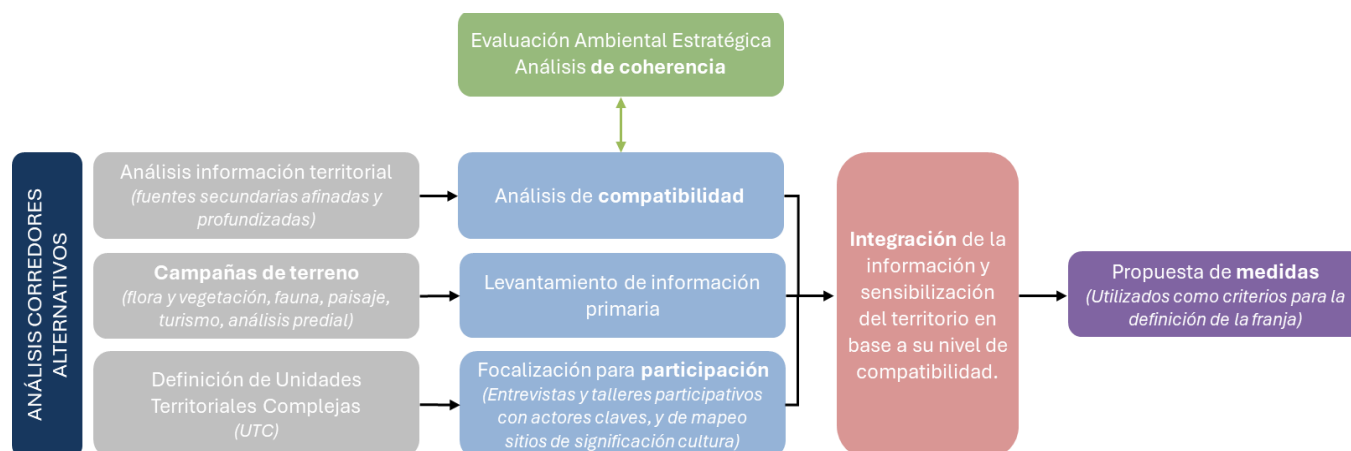 Evaluación Ambiental Estratégica
Análisis de coherencia
ANÁLISIS CORREDORES
ALTERNATIVOS
Análisis información territorial
(fuentes secundarias afinadas y
profundizadas)
Análisis de compatibilidad
Campañas de terreno
(flora y vegetación, fauna, paisaje,
turismo, análisis predial)
Levantamiento de información
primaria
Definición de Unidades
Territoriales Complejas
(UTC)
Focalización para participación
(Entrevistas y talleres participativos
con actores claves, y de mapeo
sitios de significación cultura)
Integración de la
información y
sensibilización
del territorio en
base a su nivel de
compatibilidad.
Propuesta de medidas
(Utilizados como criterios para la
definición de la franja)